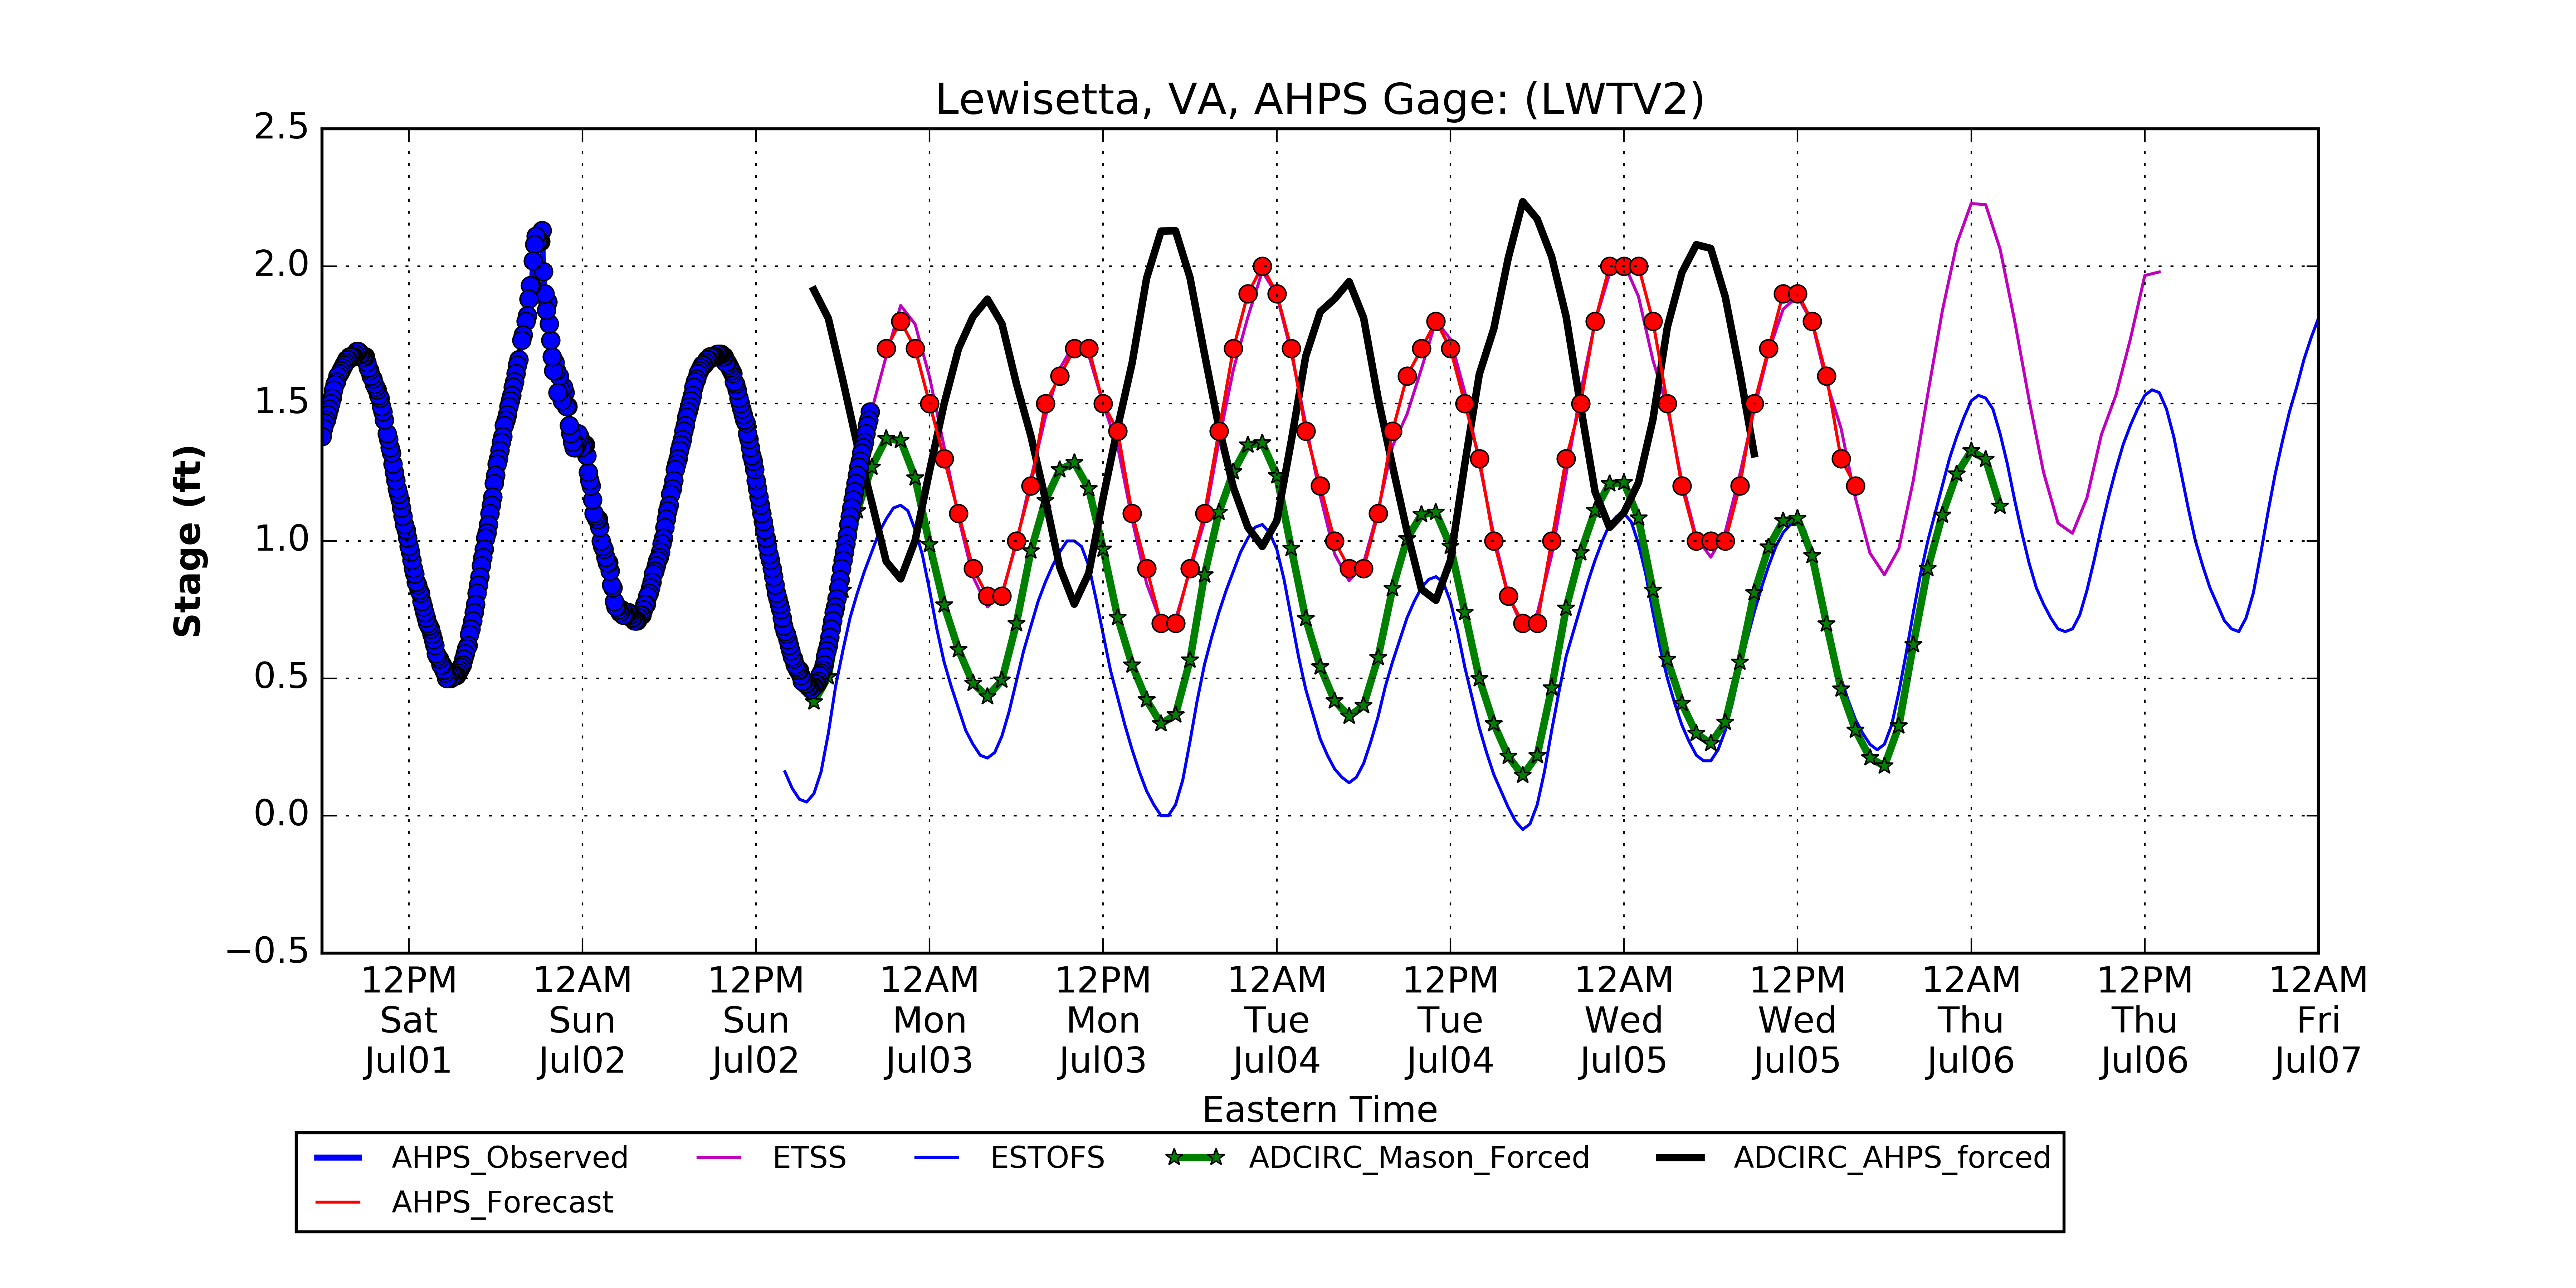 Lewisetta, VA, AHPS Gage: (LWTV2)
Stage (ft)
2.5
2.0
1.5
1.0
0.5
0.0
−0.5
12PM 12AM 12PM 12AM 12PM 12AM 12PM 12AM 12PM 12AM 12PM 12AM
Sat Sun Sun Mon Mon Tue Tue Wed Wed Thu Thu Fri
Jul01 Jul02 Jul02 Jul03 Jul03 Jul04 Jul04 Jul05 Jul05 Jul06 Jul06 Jul07
Eastern Time
AHPS_Observed ETSS ESTOFS ADCIRC_Mason_Forced ADCIRC_AHPS_forced
AHPS_Forecast